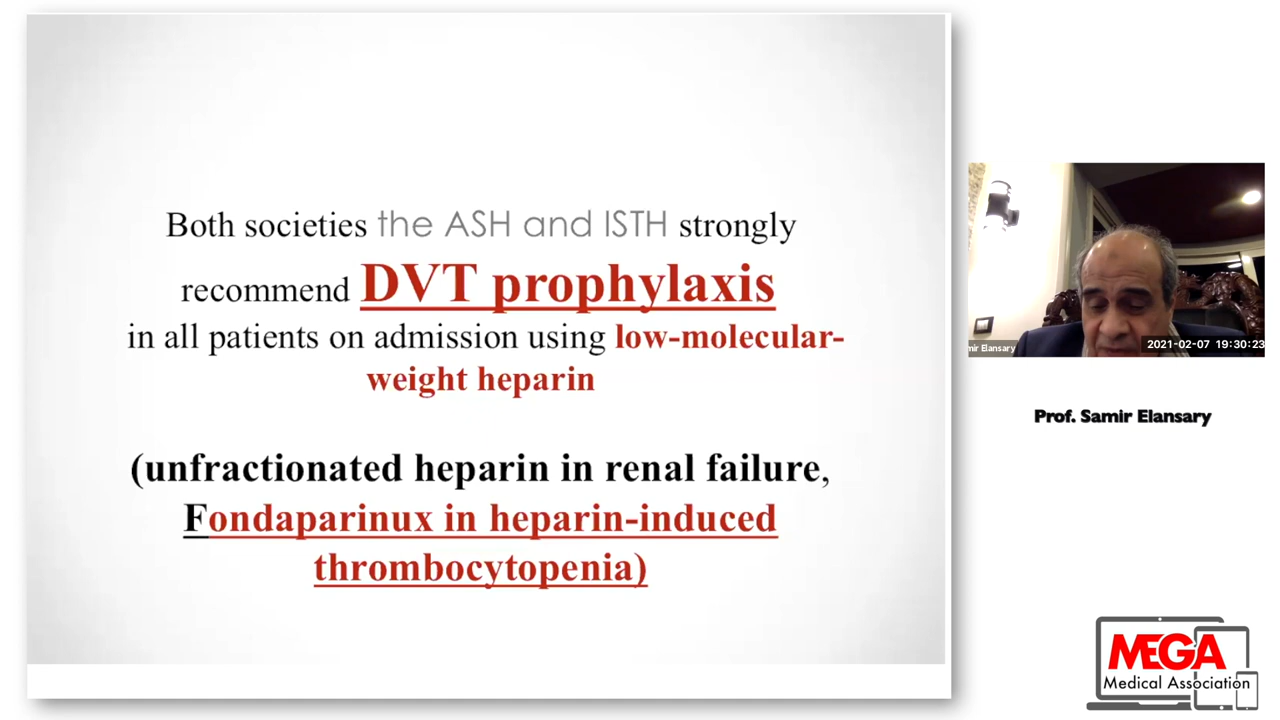 Both societies the ASH and ISTH strongly
recommend DVT prophylaxis
in all patients on admission using low-molecular-
weight heparin
(unfractionated heparin in renal failure,
Fondaparinux in heparin-induced
thrombocytopenia)
mir Elansary
2021-02-07 19:30:23
Prof. Samir Elansary
MEGA
Medical Association